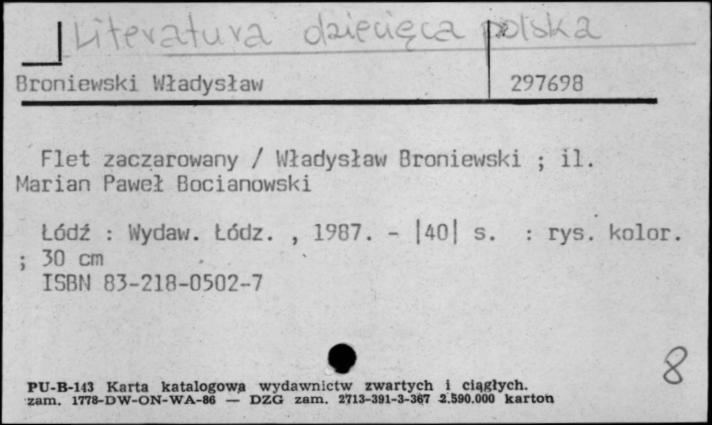 Literatura dziecięca polska
Broniewski Władysław 297698
Flet zaczarowany / Władysław Broniewski ; il.
Marian Paweł Bocianowski
Łódź : Wydaw. Łódz. , 1987. - |40| s. : rys. kolor.
; 30 cm
ISBN 83-218-0502-7
8
PU-B-143 Karta katalogowa wydawnictw zwartych i ciągłych.
zam. 1778-DW-ON-WA-86 — DZG zam. 2713-391-3-367 2.590.000 karton